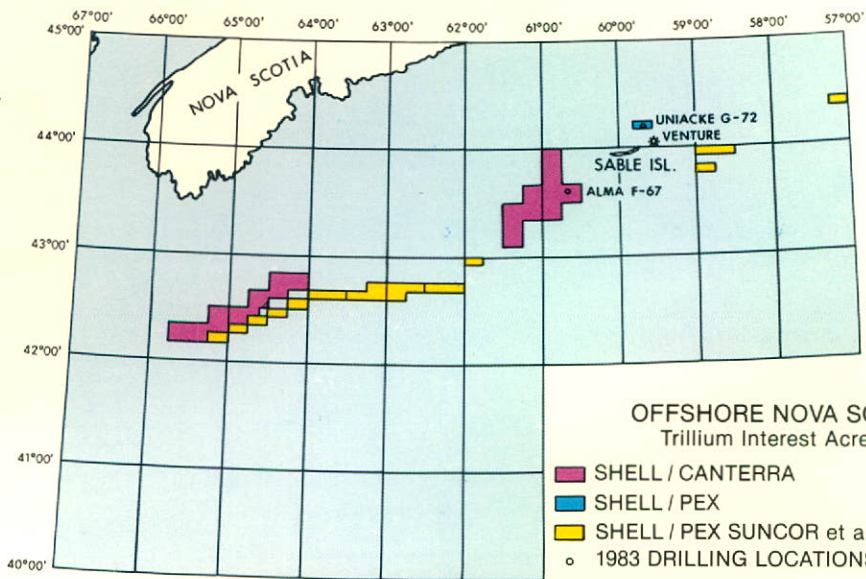 67°00' 66°00' 65°00' 64°00' 63°00' 62°00' 61°00' 60°00' 59°00' 58°00' 57°00'
45°00'
NOVA SCOTIA
UNIACKE G-72
44°00'
VENTURE
SABLE ISL.
ALMA F-67
43°00'
42°00'
OFFSHORE NOVA SC
Trillium Interest Acre
41°00'
SHELL / CANTERRA
SHELL / PEX
SHELL / PEX SUNCOR et a
40°00'
1983 DRILLING LOCATIONS